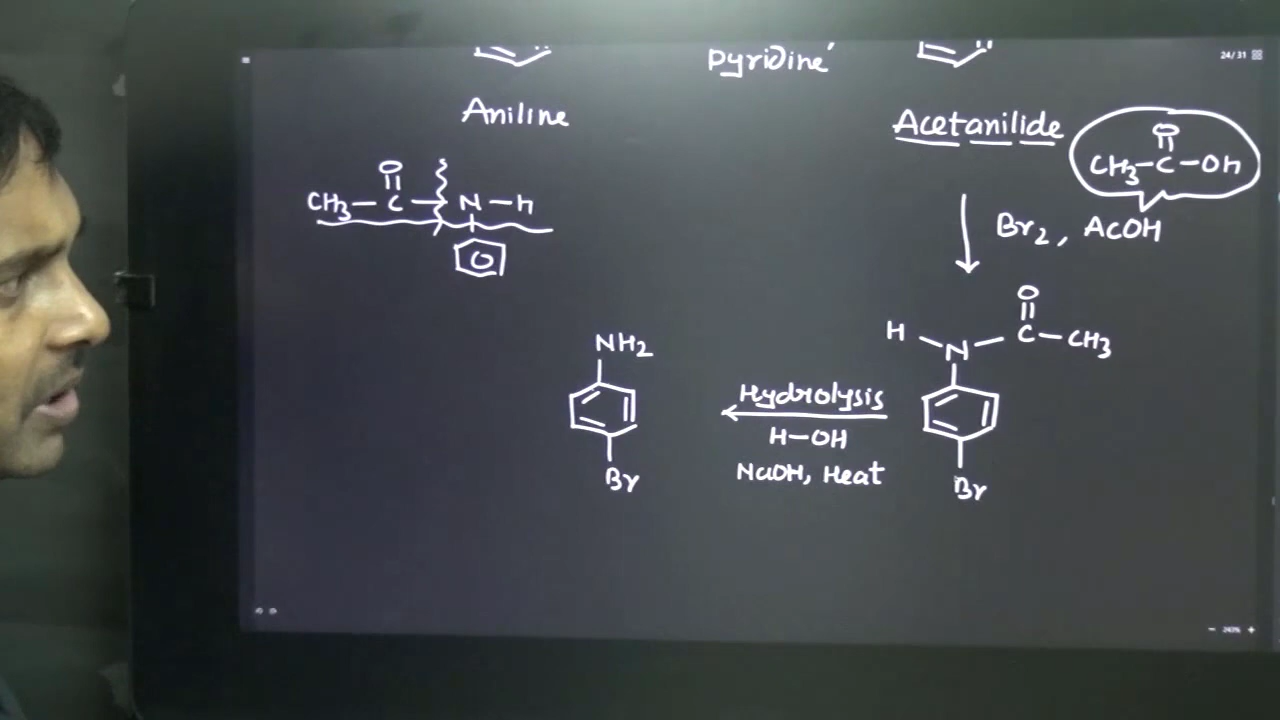 Pyridine
24/31
Aniline
Acetanilide
O
CH3-C-OH
O
CH3-C-N-H
O
Br2, AcOH
O
H-N-C-CH3
NH2
Hydrolysis
H-OH
NaOH, Heat
Br
Br